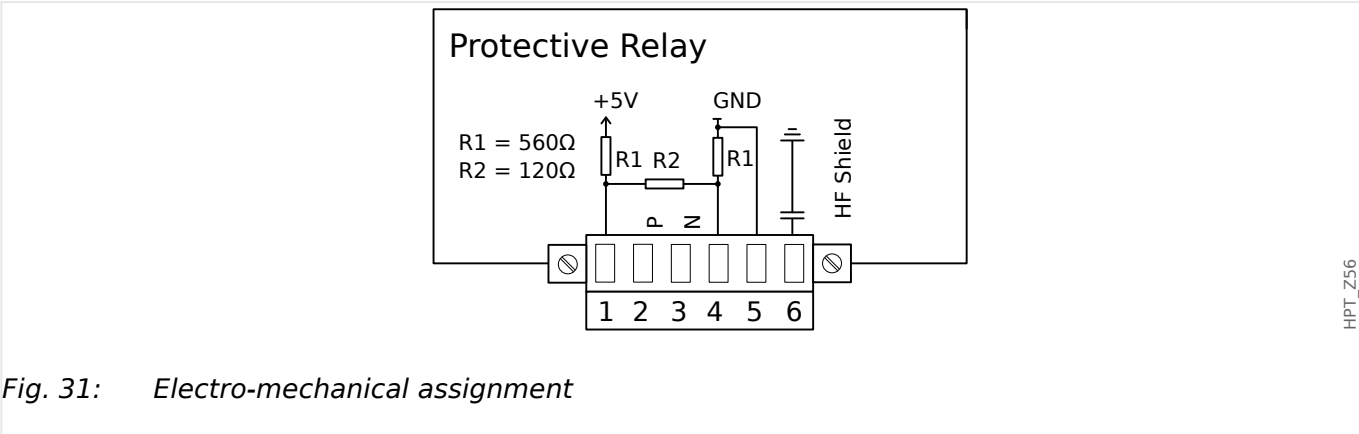 Protective Relay
+5V GND
R1 = 560Ω
R2 = 120Ω
R1 R2 R1
HF Shield
P N
1 2 3 4 5 6
HPT_Z56
Fig. 31: Electro-mechanical assignment